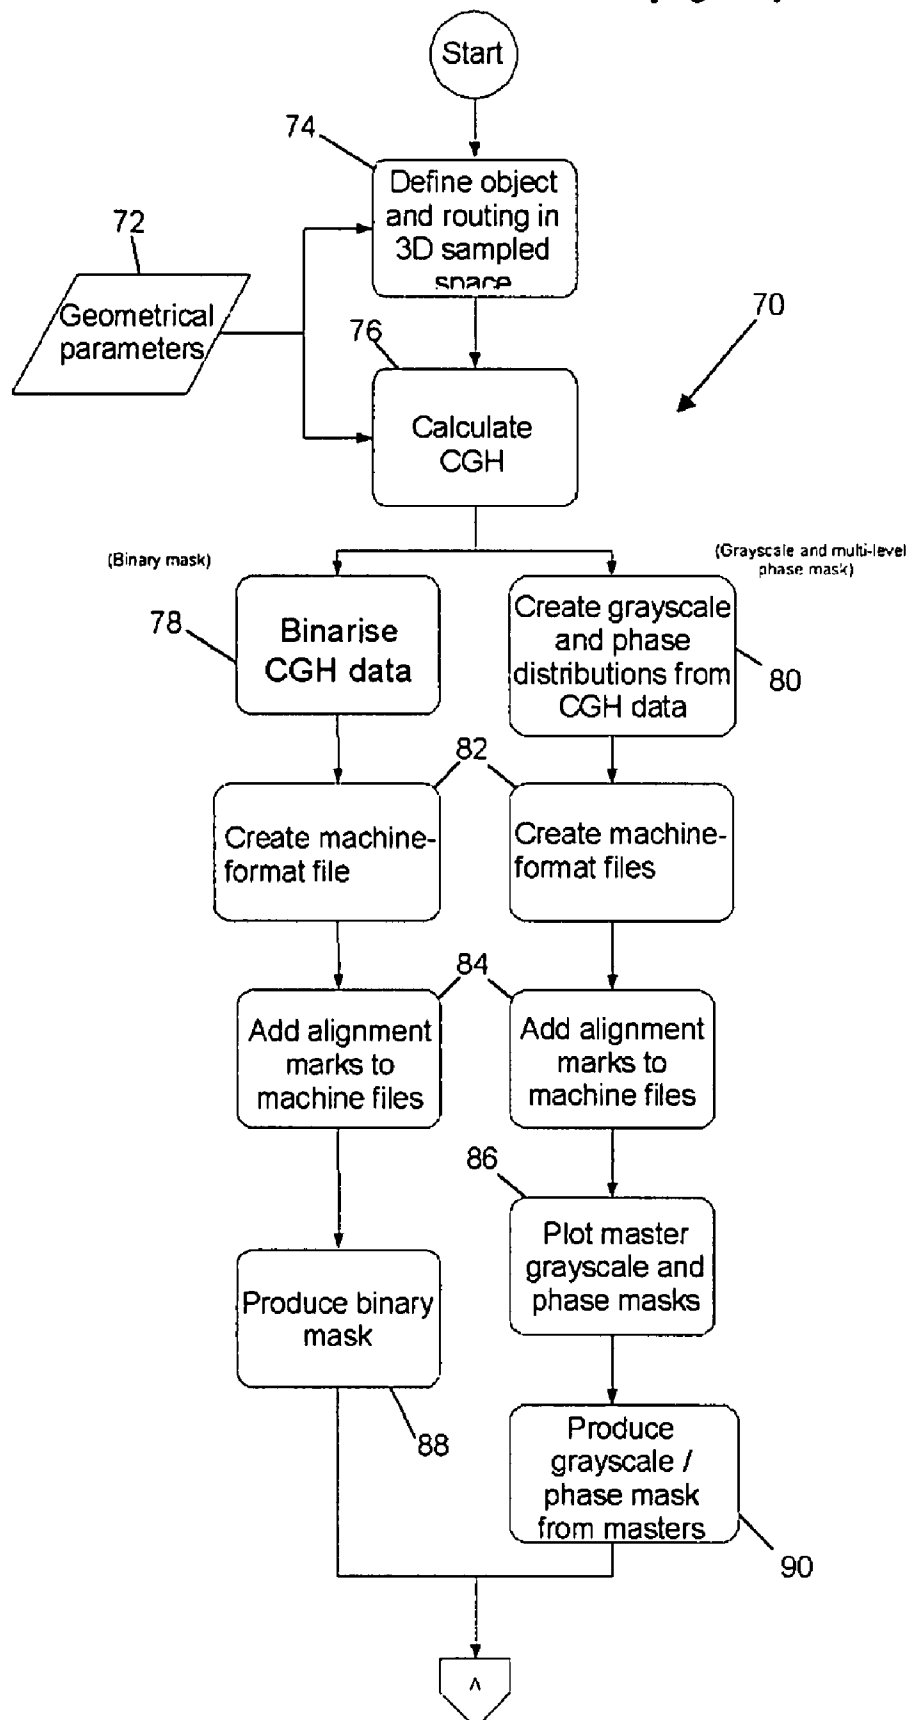 Start
74
Define object
and routing in
3D sampled
space
72
Geometrical
parameters
76
70
Calculate
CGH
(Binary mask)
(Grayscale and multi-level
phase mask)
78
Binarise
CGH data
Create grayscale
and phase
distributions from
CGH data
80
82
Create machine-
format file
Create machine-
format files
84
Add alignment
marks to
machine files
Add alignment
marks to
machine files
86
Plot master
grayscale and
phase masks
Produce binary
mask
88
Produce
grayscale /
phase mask
from masters
90
A